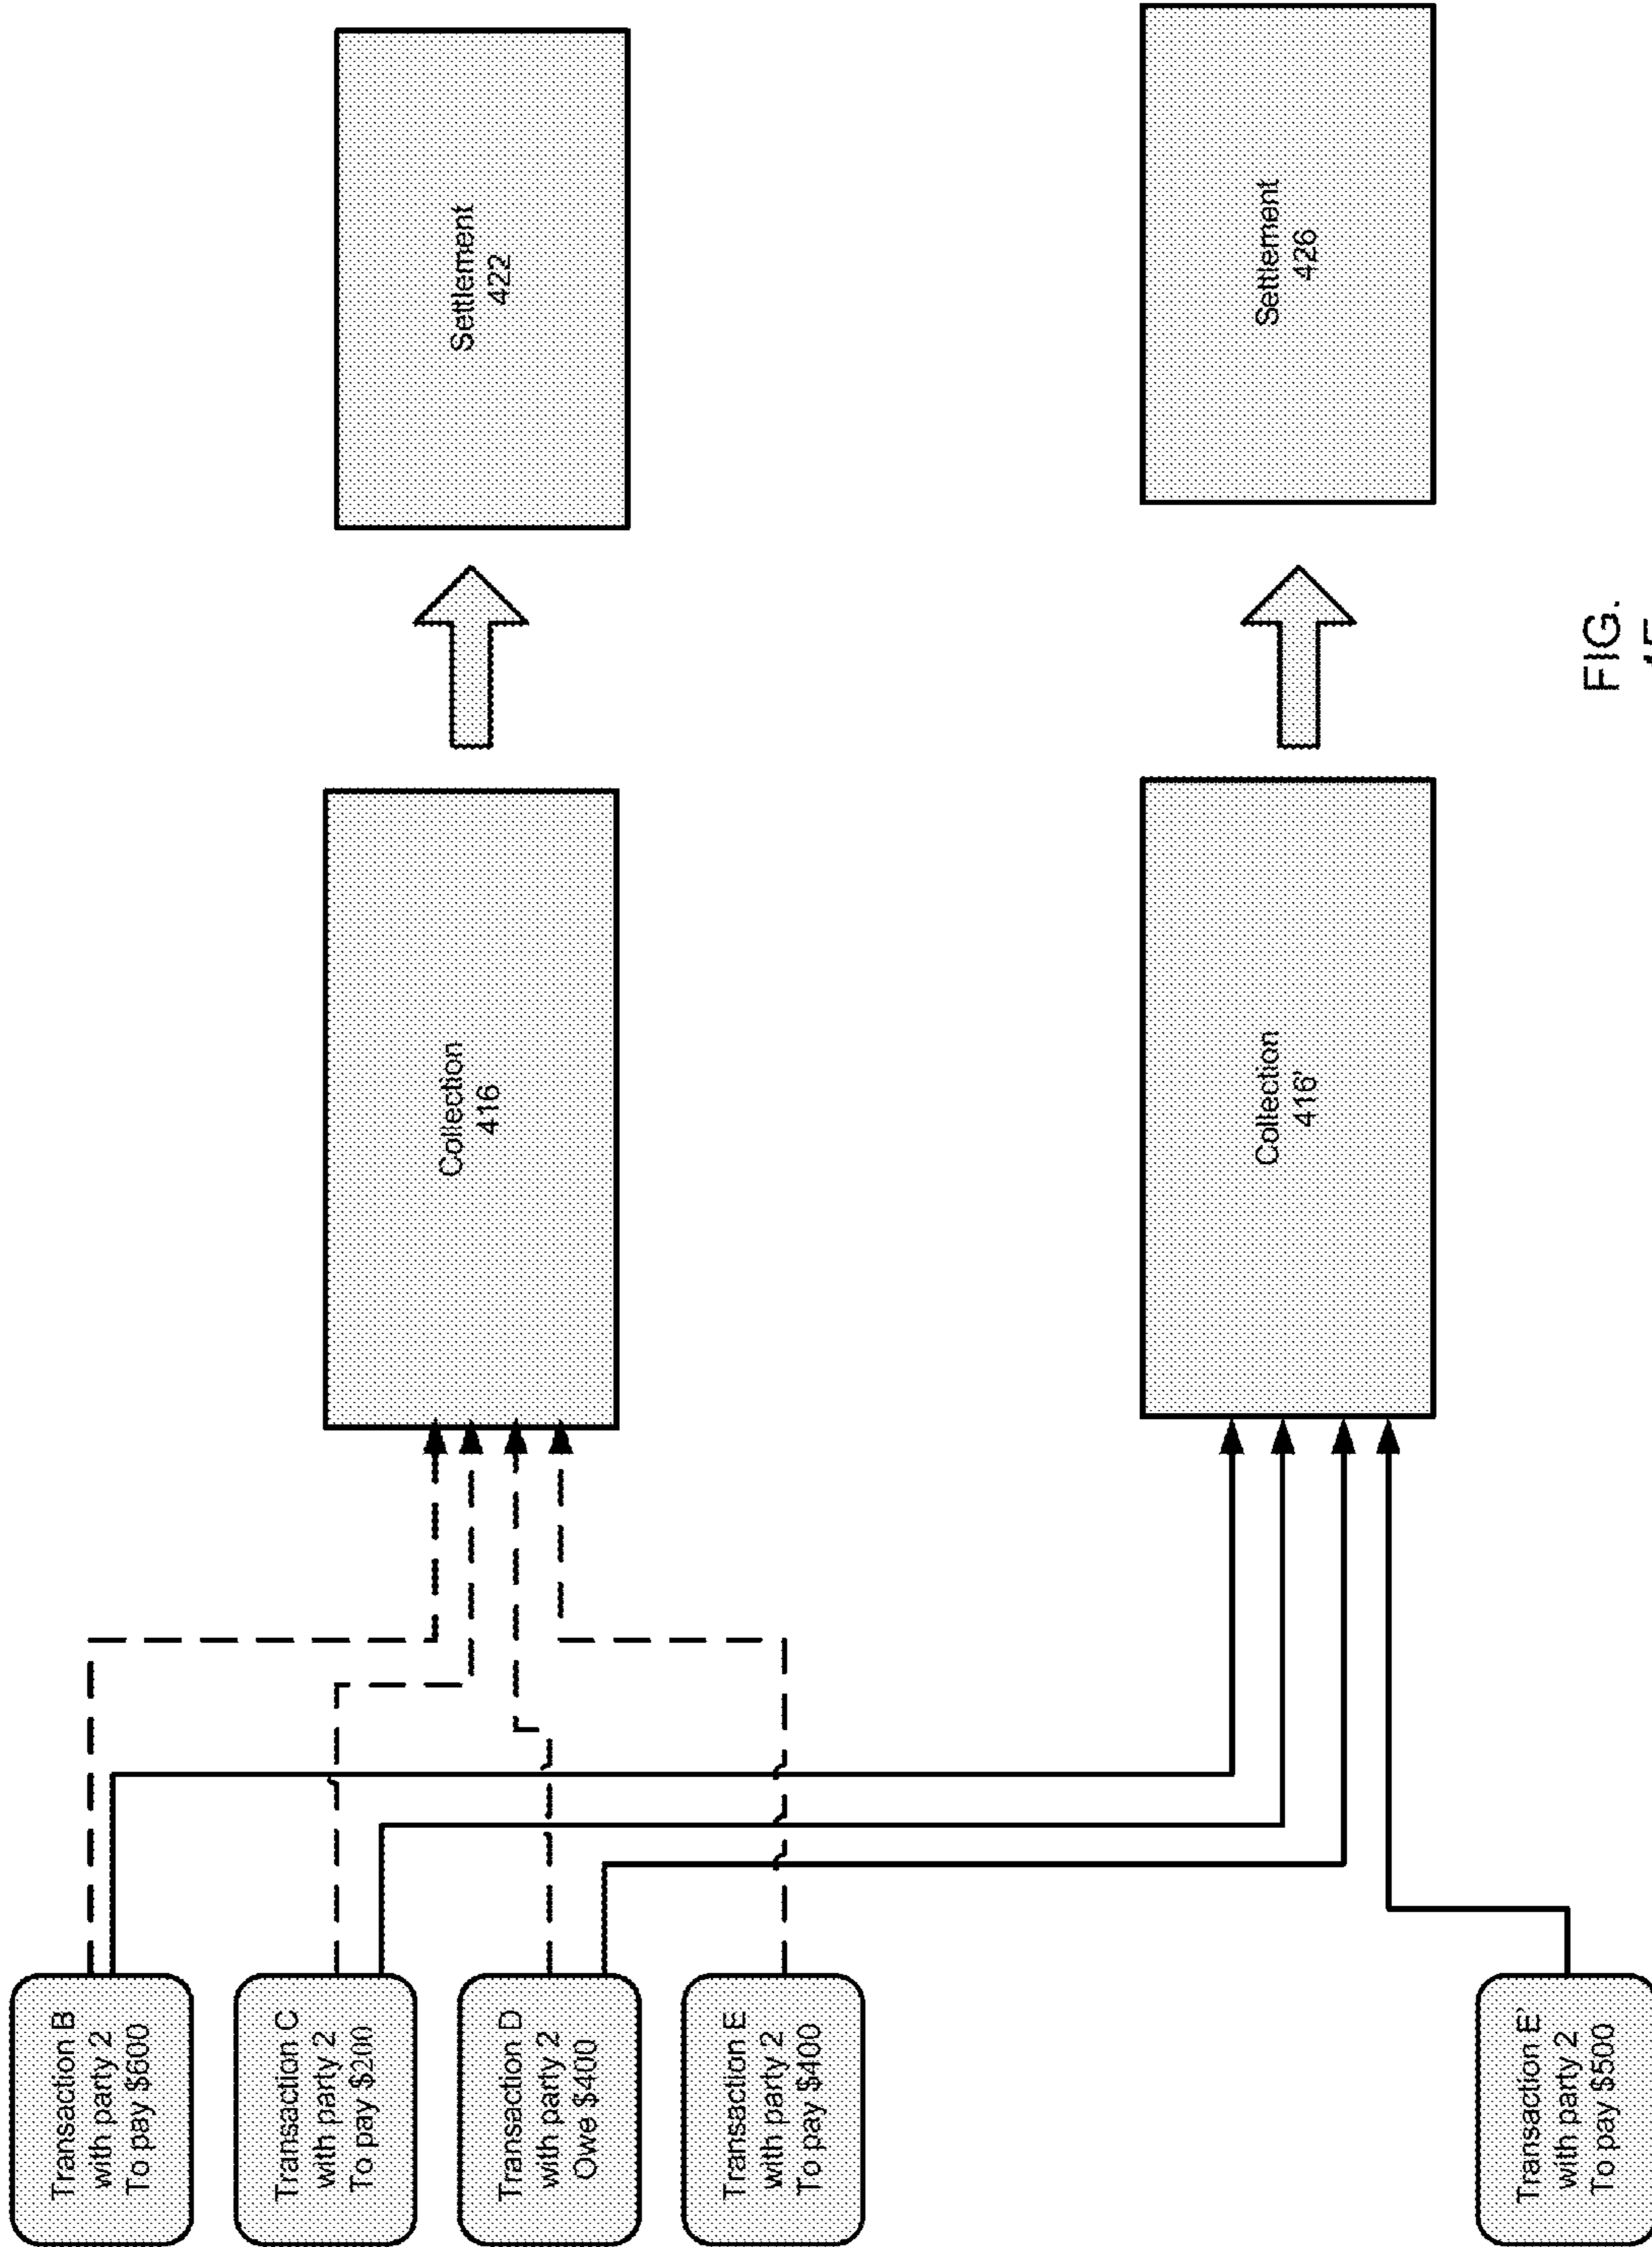 Transaction B
with party 2
To pay $600
Transaction C
with party 2
To pay $200
Transaction D
with party 2
Owe $400
Transaction E
with party 2
To pay $400
Transaction E'
with party 2
To pay $500
Collection
416
Collection
416'
Settlement
422
Settlement
426
FIG.